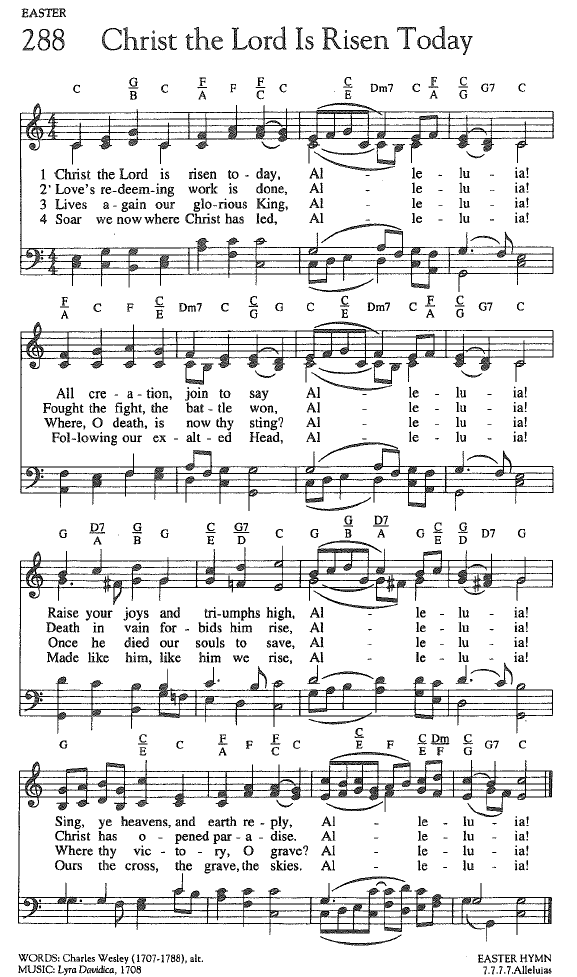 EASTER
288 Christ the Lord Is Risen Today
C G/B C F/A F F/C C C/E Dm7 C F/A C/G G7 C
1 Christ the Lord is risen to - day, Al - le - lu - ia!
2 Love's re-deem-ing work is done, Al - le - lu - ia!
3 Lives a - gain our glo-rious King, Al - le - lu - ia!
4 Soar we now where Christ has led, Al - le - lu - ia!
F/A C F C/E Dm7 C C/G G C C/E Dm7 C F/A C/G G7 C
All cre - a - tion, join to say Al - le - lu - ia!
Fought the fight, the bat - tle won, Al - le - lu - ia!
Where, O death, is now thy sting? Al - le - lu - ia!
Fol-lowing our ex - alt - ed Head, Al - le - lu - ia!
G D7/A G/B G C/E G7/D C G G/B D7/A G C/E G/D D7 G
Raise your joys and tri-umphs high, Al - le - lu - ia!
Death in vain for - bids him rise, Al - le - lu - ia!
Once he died our souls to save, Al - le - lu - ia!
Made like him, like him we rise, Al - le - lu - ia!
G C/E C F/A F F/C C C/E F C/E Dm/F C/G G7 C
Sing, ye heavens, and earth re - ply, Al - le - lu - ia!
Christ has o - pened par - a - dise. Al - le - lu - ia!
Where thy vic - to - ry, O grave? Al - le - lu - ia!
Ours the cross, the grave, the skies. Al - le - lu - ia!
WORDS: Charles Wesley (1707-1788), alt. EASTER HYMN
MUSIC: Lyra Davidica, 1708 7.7.7.7.Alleluias